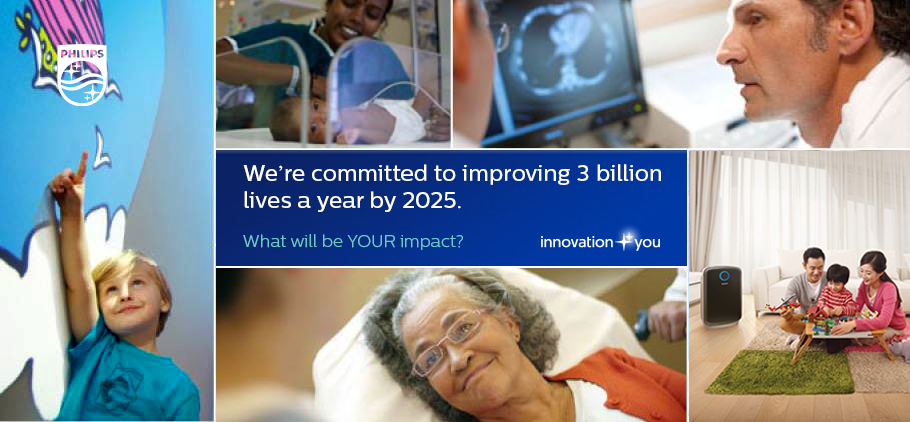 PHILIPS
We're committed to improving 3 billion
lives a year by 2025.
What will be YOUR impact?
innovation you